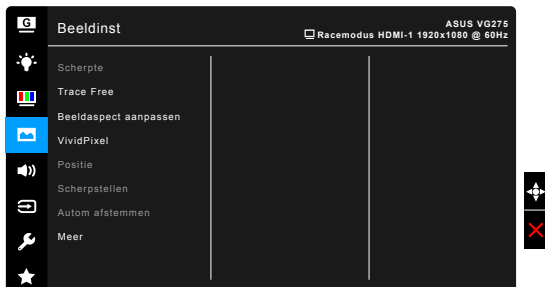 G
Beeldinst
ASUS VG275
Racemodus HDMI-1 1920x1080 @ 60Hz
Scherpte
Trace Free
Beeldaspect aanpassen
VividPixel
Positie
Scherpstellen
Autom afstemmen
Meer